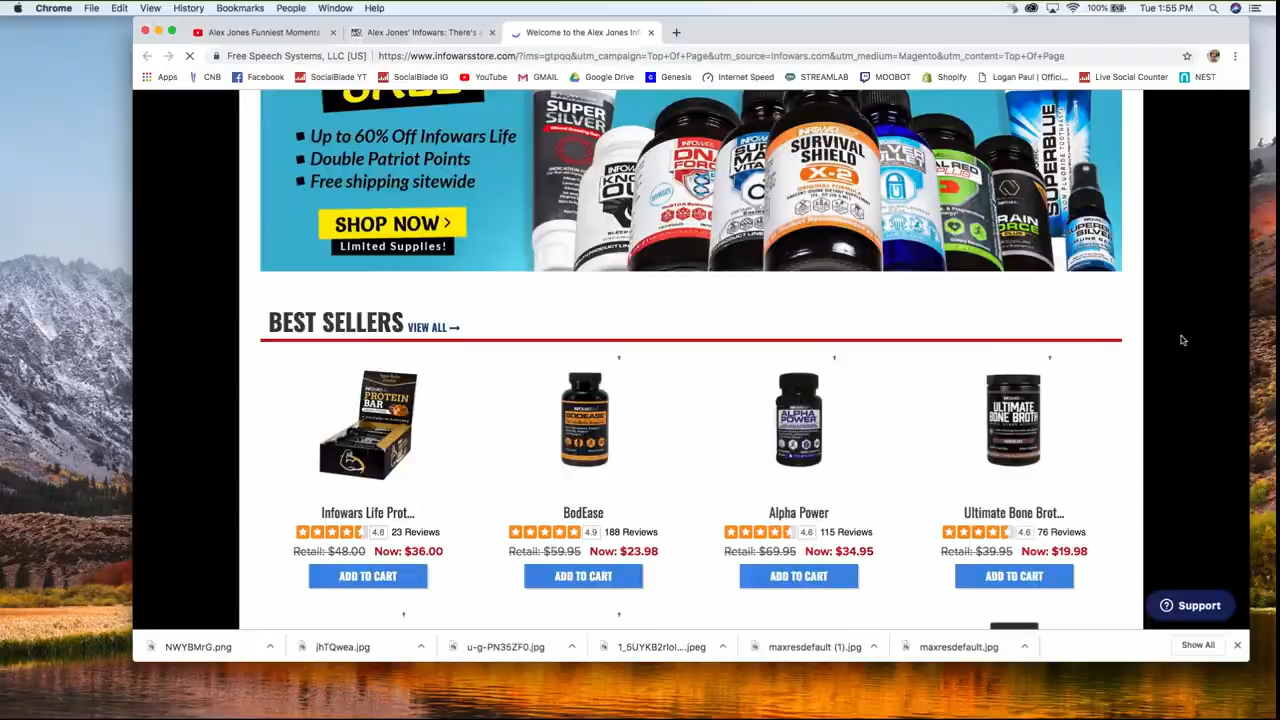 Chrome File Edit View History Bookmarks People Window Help 100% Tue 1:55 PM
Alex Jones Funniest Moments Alex Jones' Infowars: There's a Welcome to the Alex Jones Inf
Free Speech Systems, LLC [US] https://www.infowarsstore.com/?ims=gtpqq&utm_campaign=Top+Of+Page&utm_source=Infowars.com&utm_medium=Magento&utm_content=Top+Of+Page
Apps CNB Facebook SocialBlade YT SocialBlade IG YouTube GMAIL Google Drive Genesis Internet Speed STREAMLAB MOOBOT Shopify Logan Paul | Offici... Live Social Counter NEST
Up to 60% Off Infowars Life
Double Patriot Points
Free shipping sitewide
SHOP NOW >
Limited Supplies!
SUPER SILVER
DNA FORCE
INFOWARS
SURVIVAL SHIELD
X-2
SUPERBLUE
FLUORIDE TOOTHPASTE
BEST SELLERS VIEW ALL →
PROTEIN BAR
BODEASE
ALPHA POWER
ULTIMATE BONE BROTH
Infowars Life Prot... BodEase Alpha Power Ultimate Bone Brot...
4.6 23 Reviews 4.9 188 Reviews 4.6 115 Reviews 4.6 76 Reviews
Retail: $48.00 Now: $36.00 Retail: $59.95 Now: $23.98 Retail: $69.95 Now: $34.95 Retail: $39.95 Now: $19.98
ADD TO CART ADD TO CART ADD TO CART ADD TO CART
Support
NWYBMrG.png jhTQwea.jpg u-g-PN35ZF0.jpg 1_5UYKB2rIoI....jpeg maxresdefault (1).jpg maxresdefault.jpg Show All